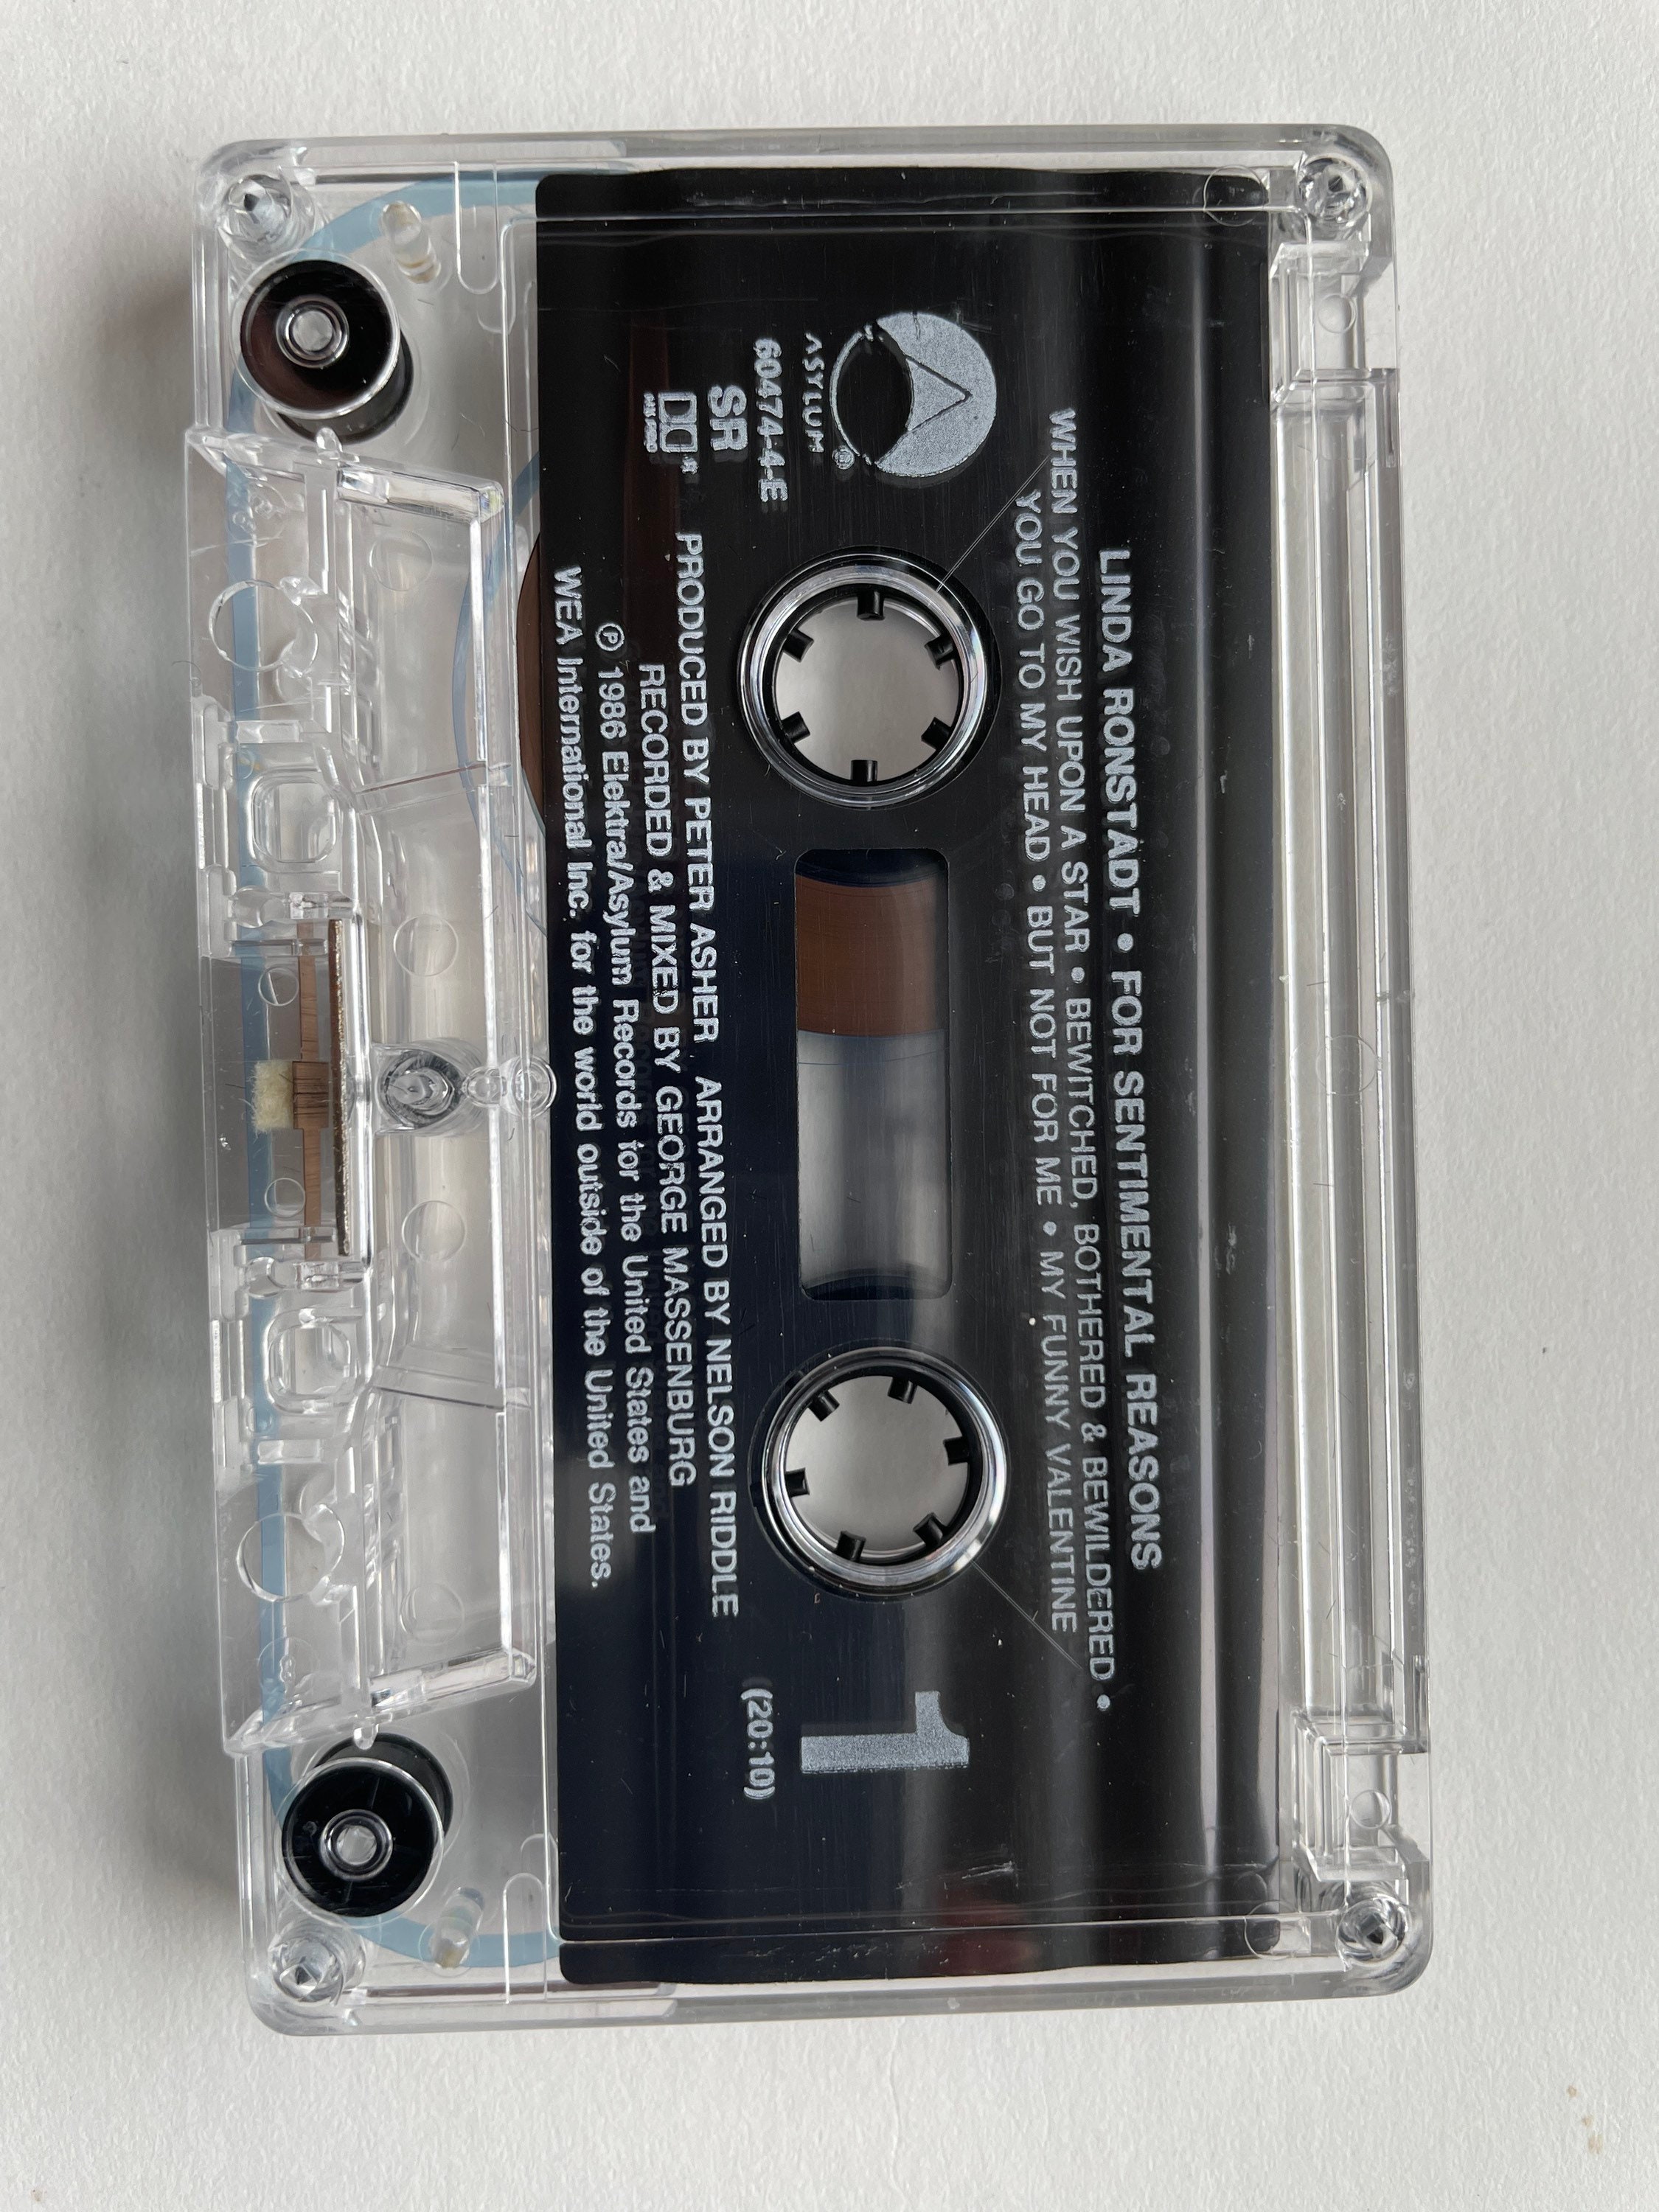 LINDA RONSTADT • FOR SENTIMENTAL REASONS
WHEN YOU WISH UPON A STAR • BEWITCHED, BOTHERED & BEWILDERED •
YOU GO TO MY HEAD • BUT NOT FOR ME • MY FUNNY VALENTINE
ASYLUM ®
60474-4-E
SR
1
(20:10)
PRODUCED BY PETER ASHER ARRANGED BY NELSON RIDDLE
RECORDED & MIXED BY GEORGE MASSENBURG
℗ 1986 Elektra/Asylum Records for the United States and
WEA International Inc. for the world outside of the United States.